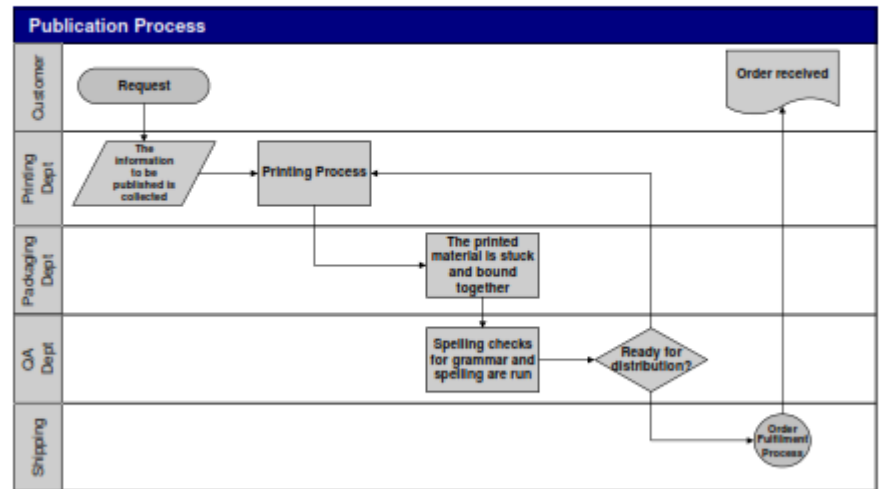 Publication Process
Customer
Request
Order received
Printing
Dept
The
information
to be
published is
collected
Printing Process
Packaging
Dept
The printed
material is stuck
and bound
together
QA
Dept
Spelling checks
for grammar and
spelling are run
Ready for
distribution?
Shipping
Order
Fulfilment
Process